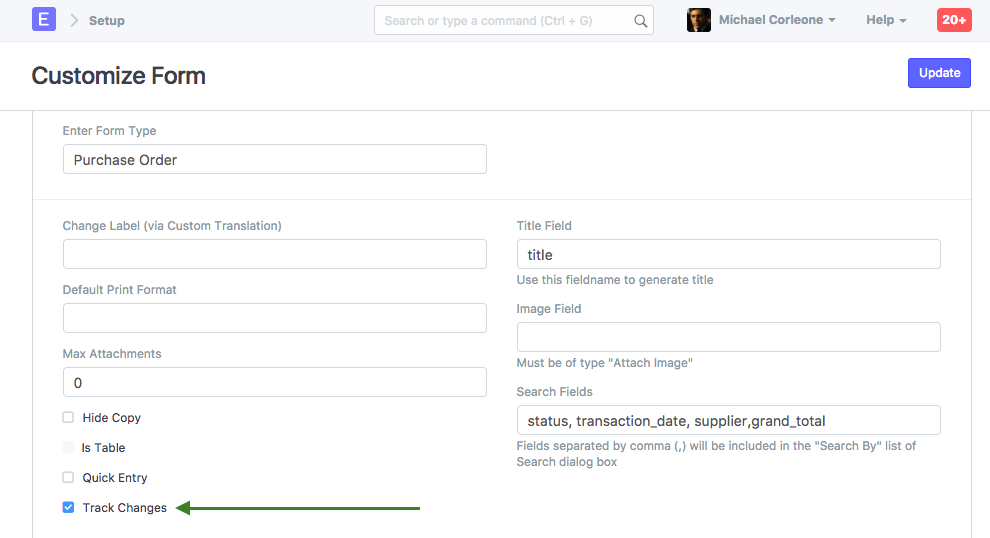 E
Setup
Search or type a command (Ctrl + G)
Michael Corleone
Help
20+
Customize Form
Update
Enter Form Type
Purchase Order
Change Label (via Custom Translation)
Title Field
title
Use this fieldname to generate title
Default Print Format
Image Field
Must be of type "Attach Image"
Max Attachments
0
Search Fields
status, transaction_date, supplier,grand_total
Fields separated by comma (,) will be included in the "Search By" list of
Search dialog box
Hide Copy
Is Table
Quick Entry
Track Changes